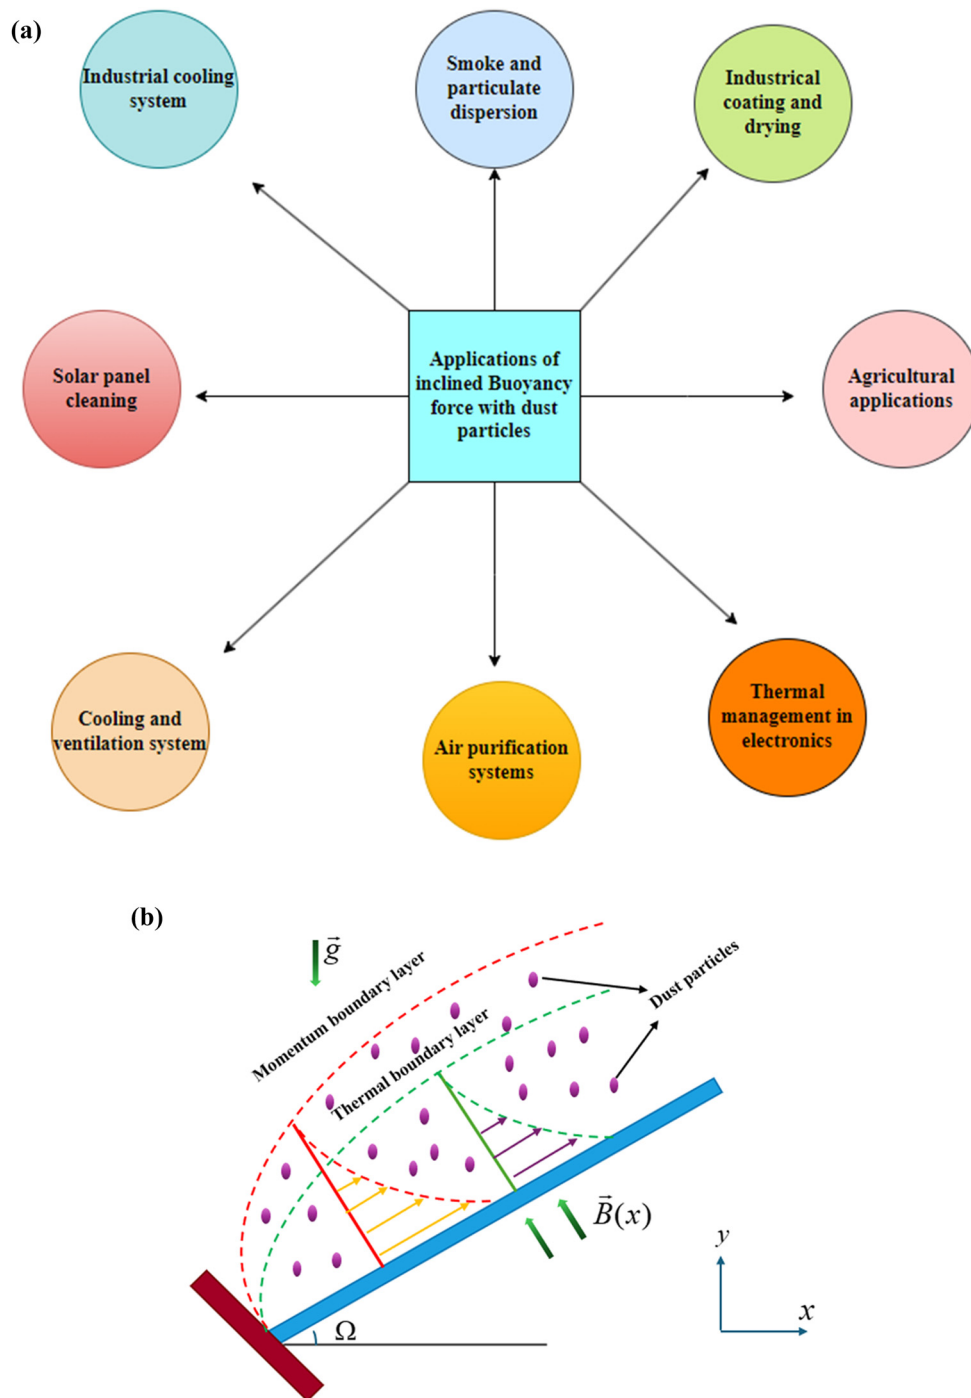 (a)
Industrial cooling
system
Smoke and
particulate
dispersion
Industrical
coating and
drying
Solar panel
cleaning
Applications of
inclined Buoyancy
force with dust
particles
Agricultural
applications
Cooling and
ventilation system
Air purification
systems
Thermal
management in
electronics
(b)
g⃗
Momentum boundary layer
Thermal boundary layer
Dust particles
B⃗(x)
y
x
Ω